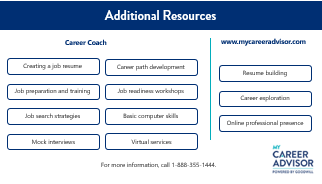 Additional Resources
Career Coach
www.mycareeradvisor.com
Creating a job resume
Career path development
Job preparation and training
Job readiness workshops
Job search strategies
Basic computer skills
Mock interviews
Virtual services
Resume building
Career exploration
Online professional presence
For more information, call 1-888-355-1444.
MY
CAREER
ADVISOR
POWERED BY GOODWILL